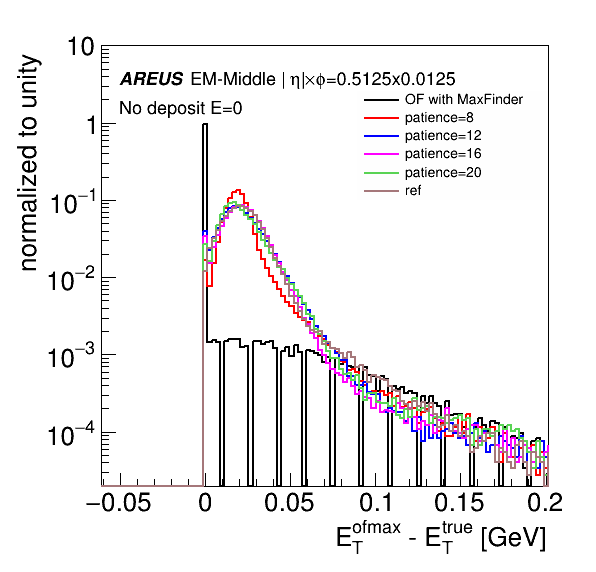 normalized to unity
10
1
10⁻¹
10⁻²
10⁻³
10⁻⁴
AREUS EM-Middle | η|×ϕ=0.5125x0.0125
No deposit E=0
OF with MaxFinder
patience=8
patience=12
patience=16
patience=20
ref
−0.05 0 0.05 0.1 0.15 0.2
E_T^ofmax - E_T^true [GeV]